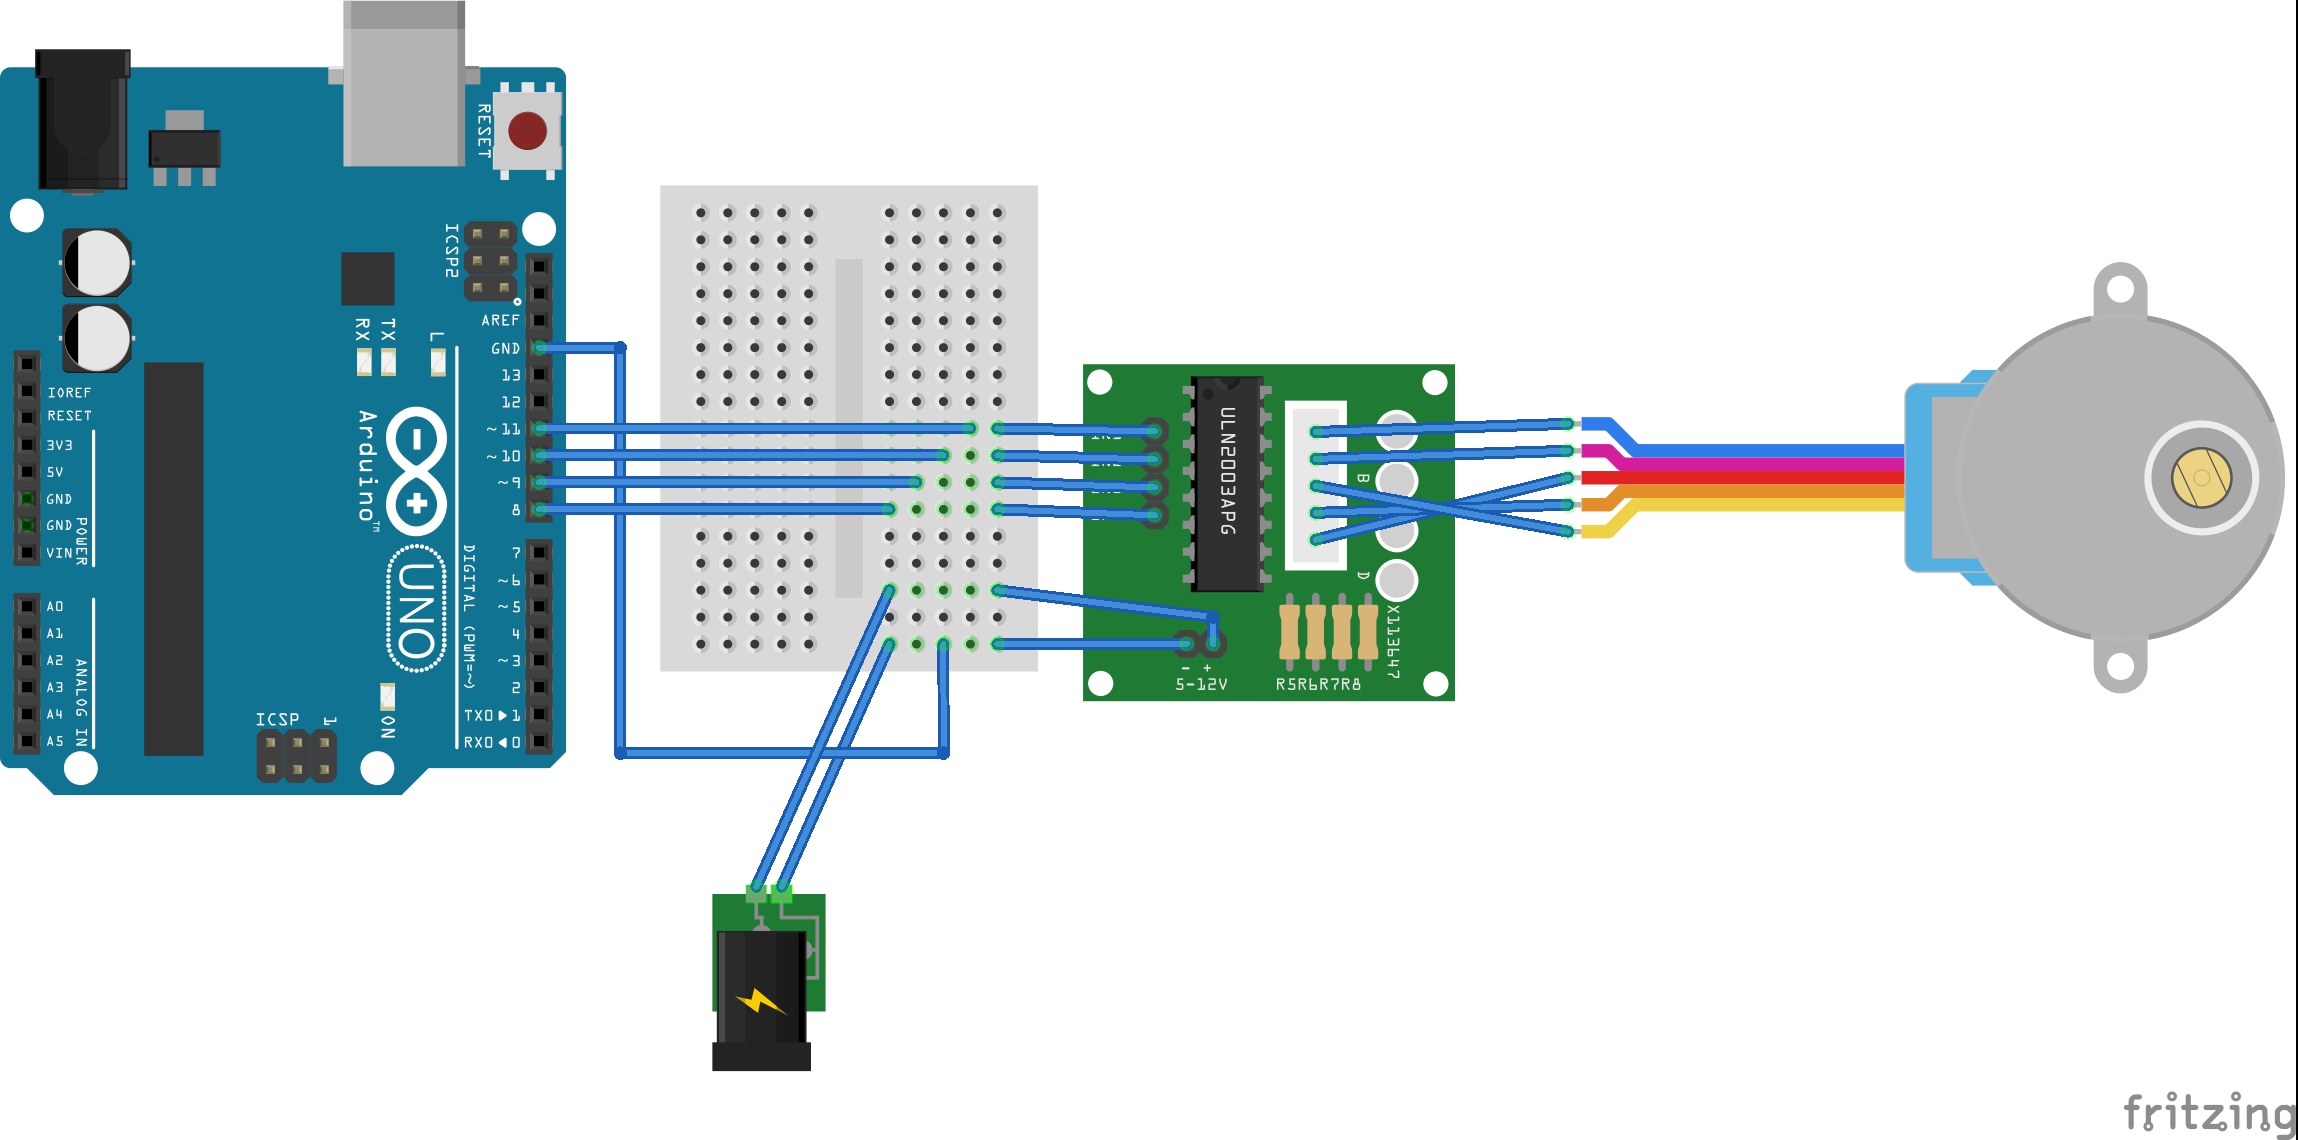 RESET
ICSP2
AREF
GND
13
12
~11
~10
~9
8
7
~6
~5
4
~3
2
TX0▶1
RX0◀0
RX
TX
L
IOREF
RESET
3V3
5V
GND
GND
VIN
POWER
A0
A1
A2
A3
A4
A5
ANALOG IN
Arduino™
UNO
DIGITAL (PWM=~)
ICSP
1
ON
ULN2003APG
B
D
- +
5-12V
R5R6R7R8
X113647
fritzing